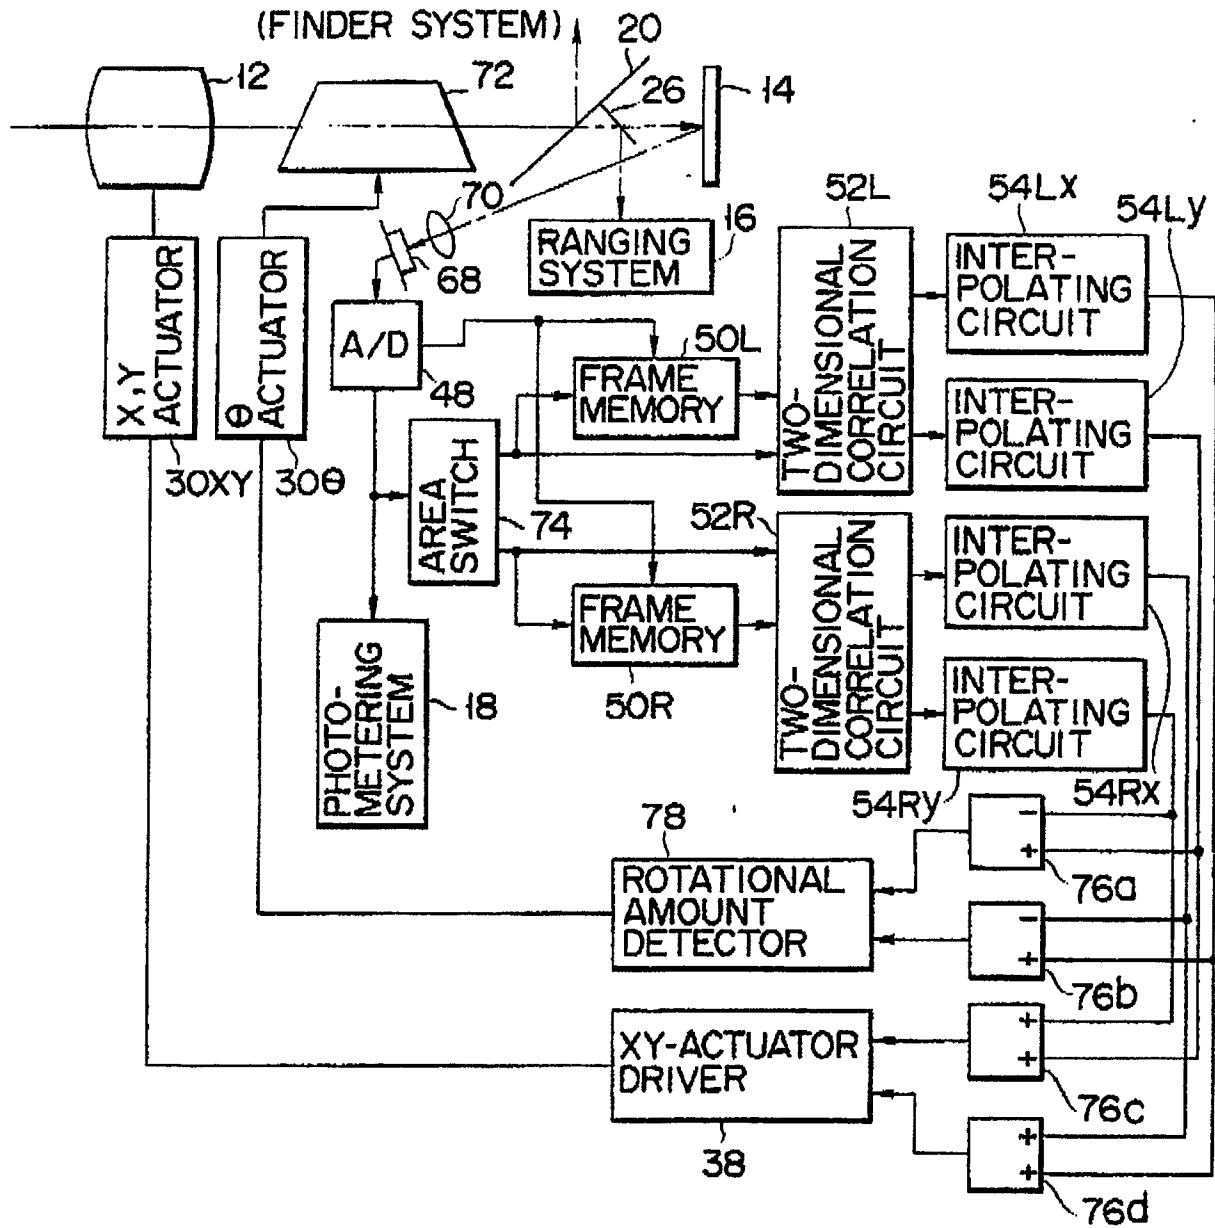 (FINDER SYSTEM)
20
12
72
26
14
70
68
RANGING
SYSTEM
16
52L
54Lx
54Ly
X,Y
ACTUATOR
θ
ACTUATOR
A/D
48
50L
FRAME
MEMORY
TWO-
DIMENSIONAL
CORRELATION
CIRCUIT
INTER-
POLATING
CIRCUIT
INTER-
POLATING
CIRCUIT
30XY
30θ
AREA
SWITCH
74
52R
FRAME
MEMORY
50R
TWO-
DIMENSIONAL
CORRELATION
CIRCUIT
INTER-
POLATING
CIRCUIT
INTER-
POLATING
CIRCUIT
PHOTO-
METERING
SYSTEM
18
54Ry
54Rx
78
ROTATIONAL
AMOUNT
DETECTOR
-
+
76a
-
+
76b
XY-ACTUATOR
DRIVER
38
+
+
76c
+
+
76d